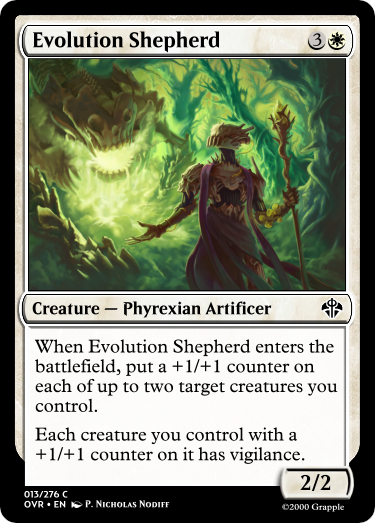 Evolution Shepherd 3
Creature — Phyrexian Artificer
When Evolution Shepherd enters the
battlefield, put a +1/+1 counter on
each of up to two target creatures you
control.
Each creature you control with a
+1/+1 counter on it has vigilance.
2/2
013/276 C
OVR • EN P. Nicholas Nodiff
©2000 Grapple